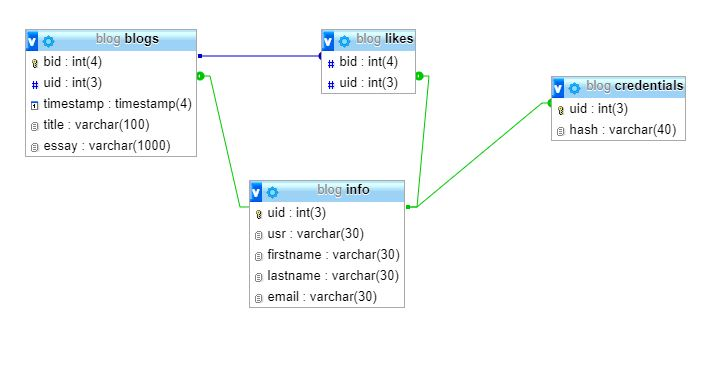 blog blogs
bid : int(4)
uid : int(3)
timestamp : timestamp(4)
title : varchar(100)
essay : varchar(1000)
blog likes
bid : int(4)
uid : int(3)
blog credentials
uid : int(3)
hash : varchar(40)
blog info
uid : int(3)
usr : varchar(30)
firstname : varchar(30)
lastname : varchar(30)
email : varchar(30)